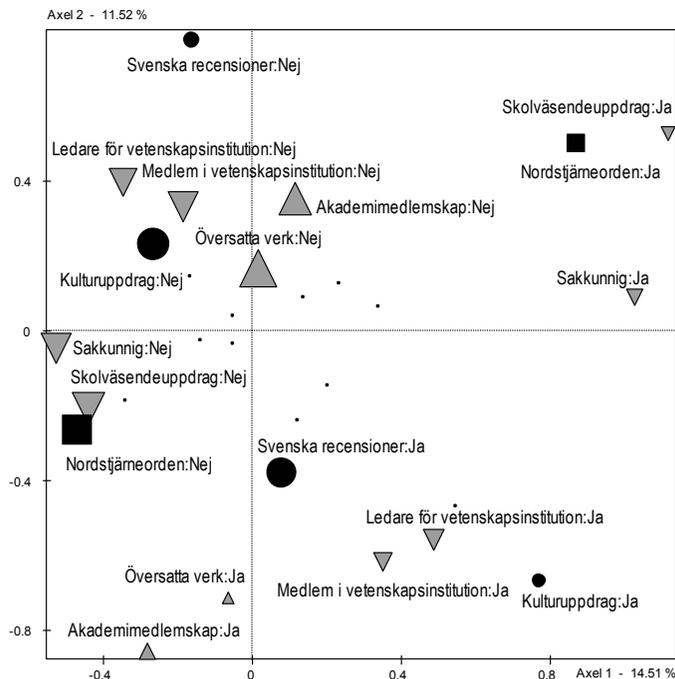 Axel 2 - 11.52 %
Svenska recensioner:Nej
Skolväsendeuppdrag:Ja
Ledare för vetenskapsinstitution:Nej
Medlem i vetenskapsinstitution:Nej
Nordstjärneorden:Ja
0.4
Akademimedlemskap:Nej
Översatta verk:Nej
Kulturuppdrag:Nej
Sakkunnig:Ja
0
Sakkunnig:Nej
Skolväsendeuppdrag:Nej
Svenska recensioner:Ja
Nordstjärneorden:Nej
-0.4
Ledare för vetenskapsinstitution:Ja
Översatta verk:Ja
Medlem i vetenskapsinstitution:Ja
Kulturuppdrag:Ja
-0.8
Akademimedlemskap:Ja
-0.4
0
0.4
0.8
Axel 1 - 14.51 %